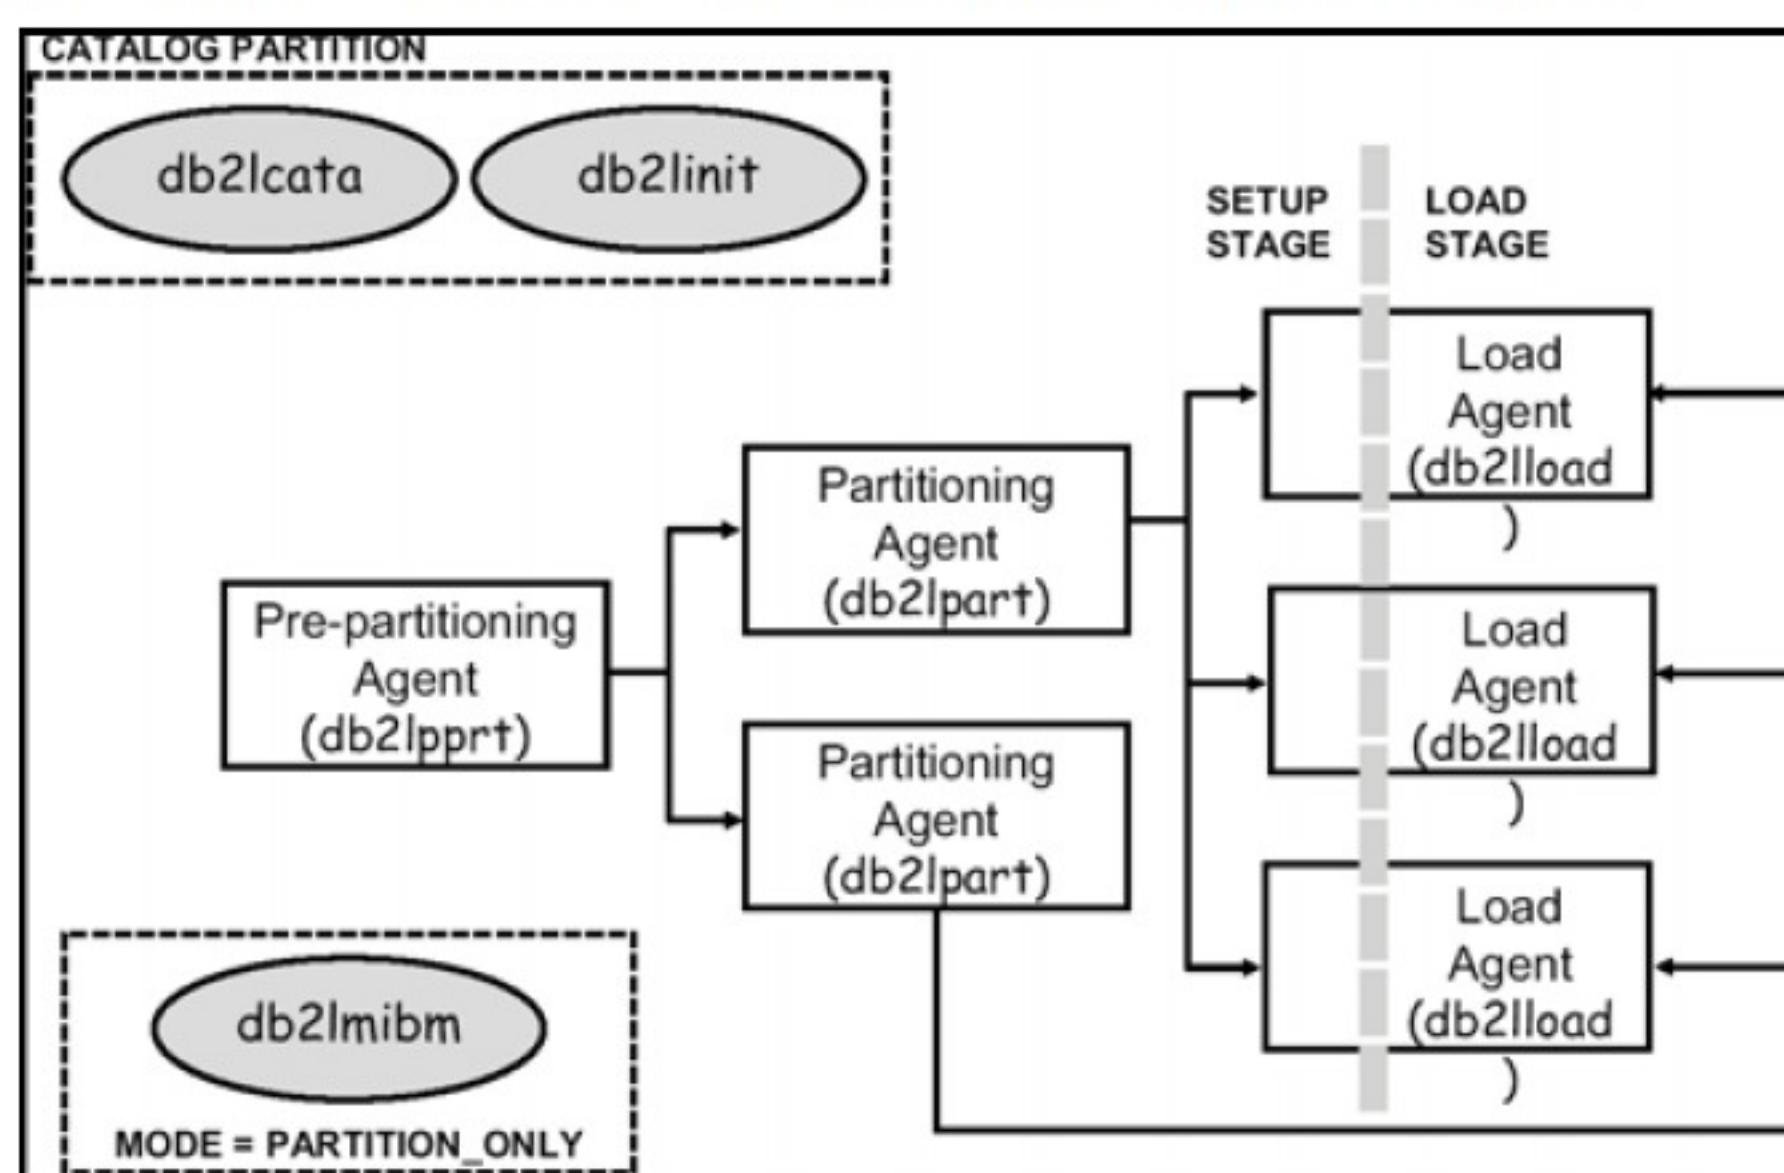 CATALOG PARTITION
db2lcata
db2linit
SETUP
STAGE
LOAD
STAGE
Load
Agent
(db2lload
)
Partitioning
Agent
(db2lpart)
Pre-partitioning
Agent
(db2lpprt)
Load
Agent
(db2lload
)
Partitioning
Agent
(db2lpart)
Load
Agent
(db2lload
)
db2lmibm
MODE = PARTITION_ONLY